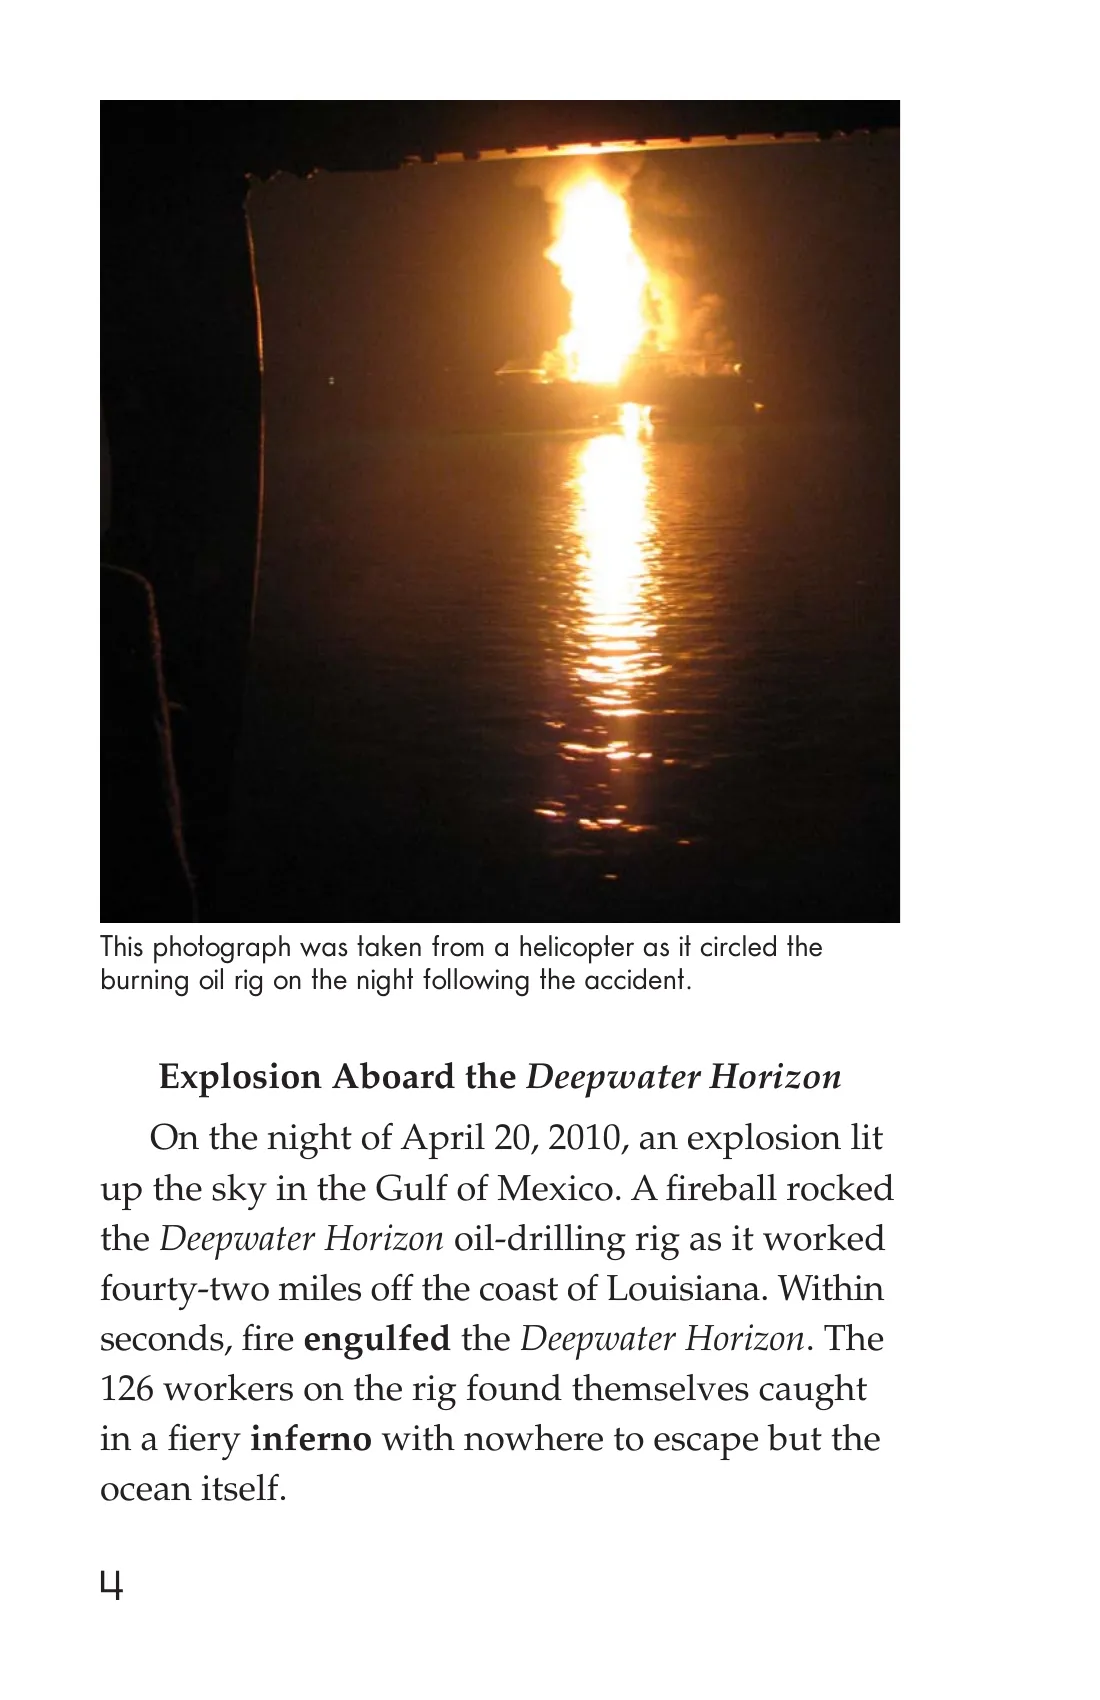 This photograph was taken from a helicopter as it circled the
burning oil rig on the night following the accident.
Explosion Aboard the Deepwater Horizon
On the night of April 20, 2010, an explosion lit
up the sky in the Gulf of Mexico. A fireball rocked
the Deepwater Horizon oil-drilling rig as it worked
fourty-two miles off the coast of Louisiana. Within
seconds, fire engulfed the Deepwater Horizon. The
126 workers on the rig found themselves caught
in a fiery inferno with nowhere to escape but the
ocean itself.
4